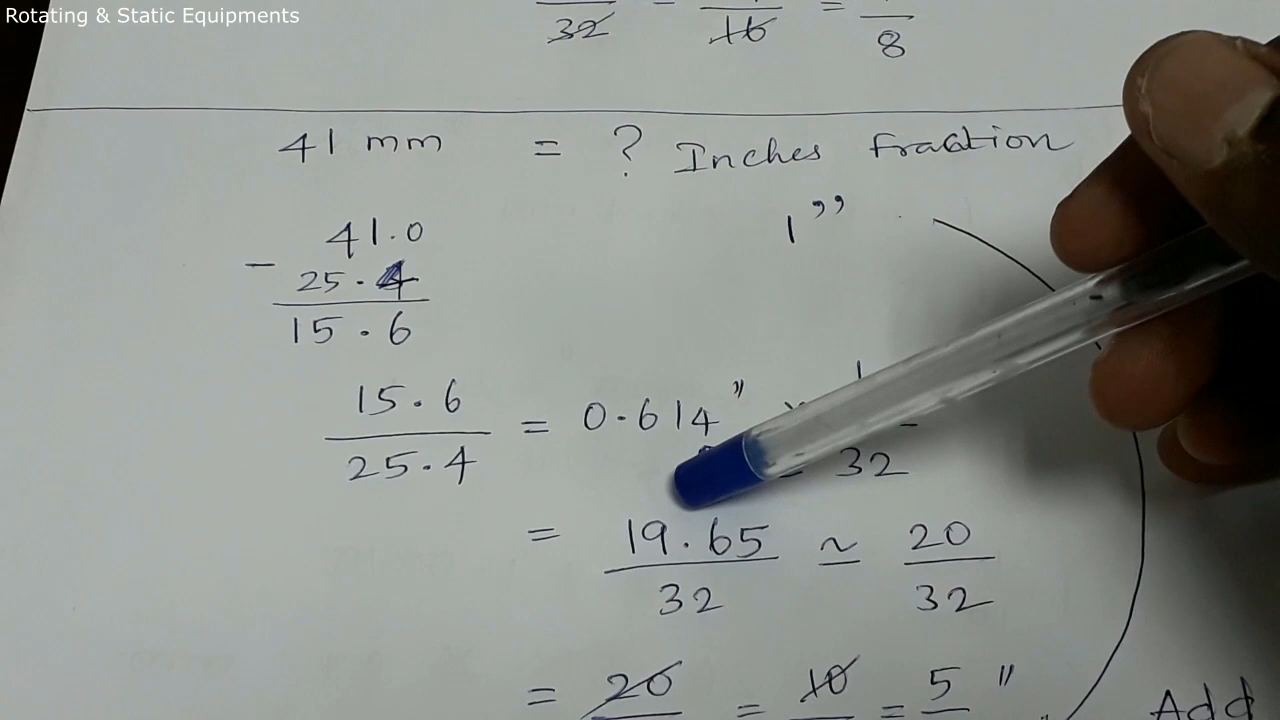 Rotating & Static Equipments
32 - 16 = 8
41 mm = ? Inches fraction
1"
41.0
- 25.4
15.6
15.6 / 25.4 = 0.614" 32
= 19.65 / 32 ≃ 20 / 32
= 20 = 10 = 5 "
Add